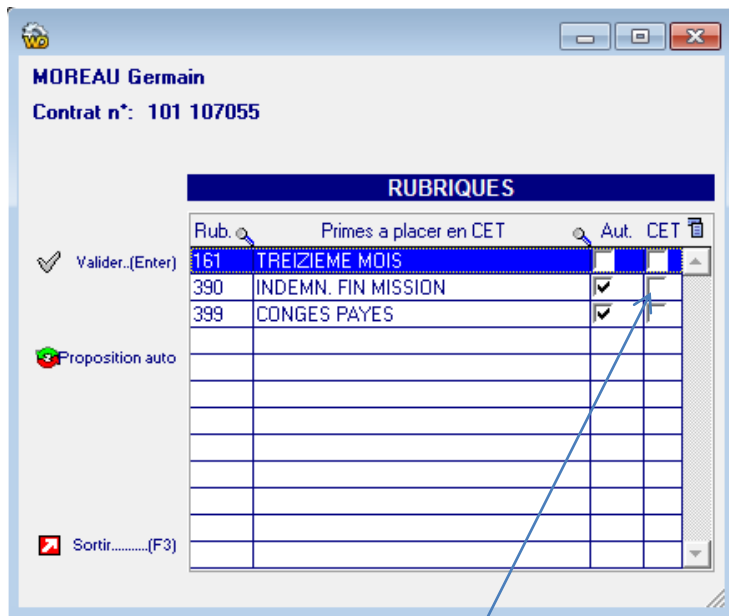 MOREAU Germain
Contrat n°: 101 107055
RUBRIQUES
Rub. Primes a placer en CET Aut. CET
Valider..(Enter)
161 TREIZIEME MOIS
390 INDEMN. FIN MISSION
399 CONGES PAYES
Proposition auto
Sortir..........(F3)